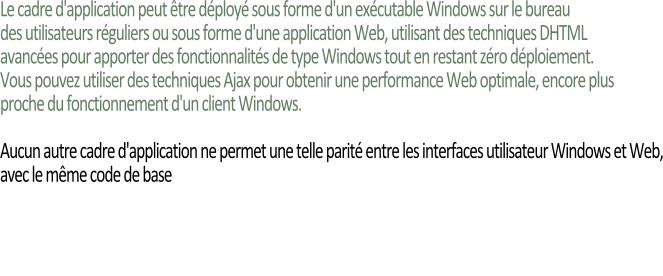 Le cadre d'application peut être déployé sous forme d'un exécutable Windows sur le bureau
des utilisateurs réguliers ou sous forme d'une application Web, utilisant des techniques DHTML
avancées pour apporter des fonctionnalités de type Windows tout en restant zéro déploiement.
Vous pouvez utiliser des techniques Ajax pour obtenir une performance Web optimale, encore plus
proche du fonctionnement d'un client Windows.
Aucun autre cadre d'application ne permet une telle parité entre les interfaces utilisateur Windows et Web,
avec le même code de base